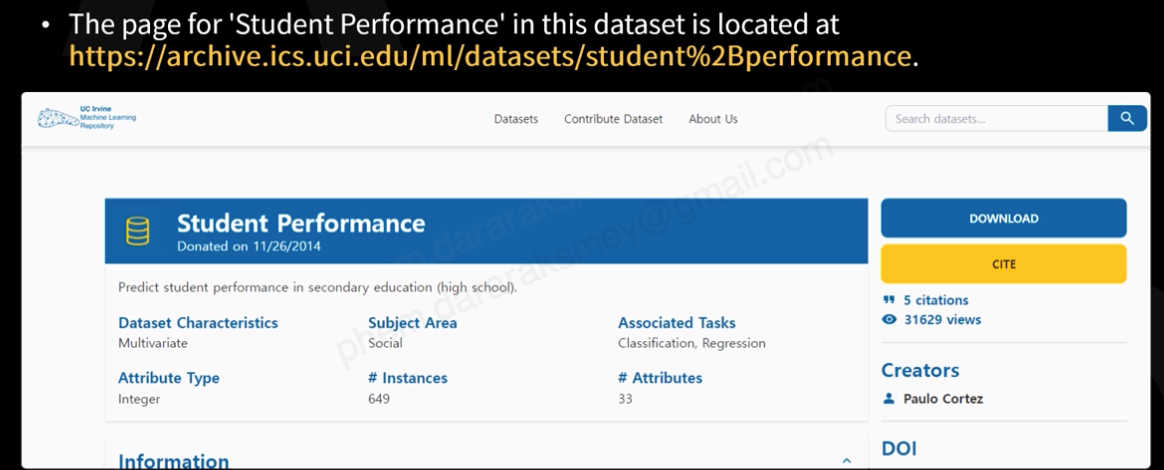 • The page for 'Student Performance' in this dataset is located at
https://archive.ics.uci.edu/ml/datasets/student%2Bperformance.
UC Irvine
Machine Learning
Repository
Datasets
Contribute Dataset
About Us
Search datasets...
Student Performance
Donated on 11/26/2014
Predict student performance in secondary education (high school).
Dataset Characteristics
Multivariate
Subject Area
Social
Associated Tasks
Classification, Regression
Attribute Type
Integer
# Instances
649
# Attributes
33
Information
DOWNLOAD
CITE
5 citations
31629 views
Creators
Paulo Cortez
DOI
phem.dararaksmey@gmail.com